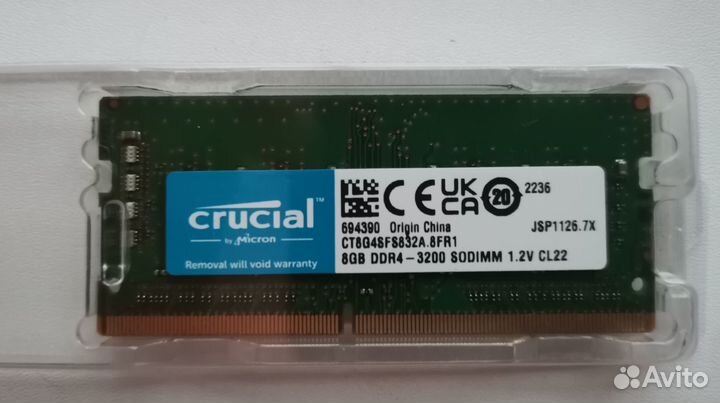 crucial™
by Micron
Removal will void warranty
CE UK CA 20 2236
694390 Origin China JSP1126.7X
CT8G4SFS832A.8FR1
8GB DDR4-3200 SODIMM 1.2V CL22
Avito